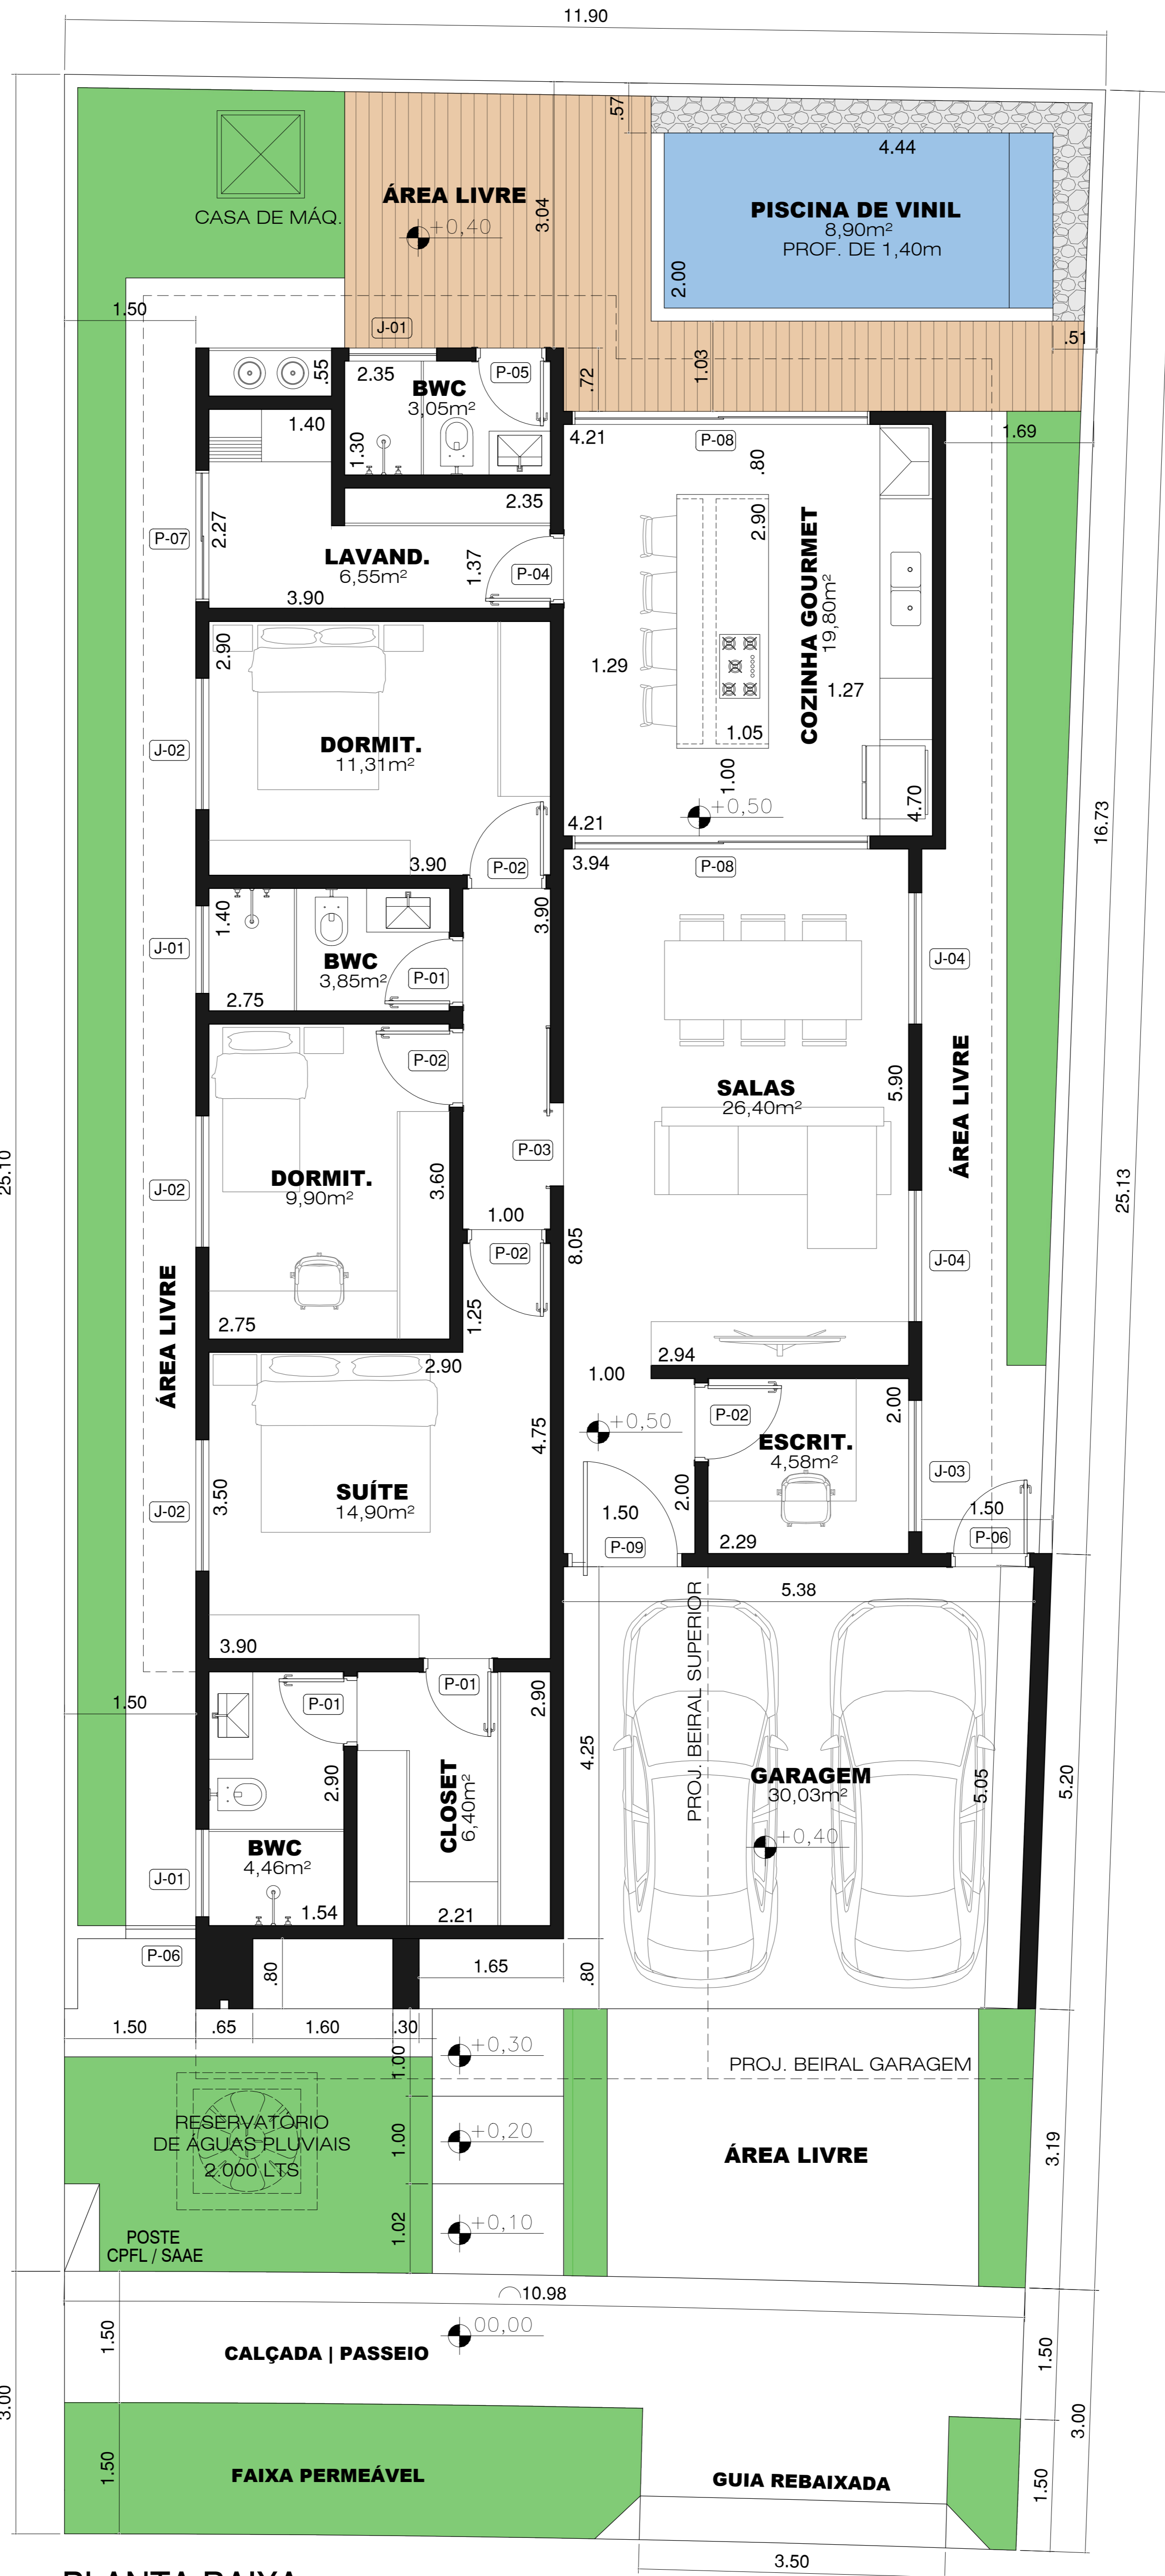 11.90
.57
4.44
ÁREA LIVRE
+0,40
3.04
CASA DE MÁQ.
PISCINA DE VINIL
8,90m²
PROF. DE 1,40m
2.00
1.50
J-01
.51
.55
2.35
BWC
3,05m²
P-05
.72
1.03
1.40
1.30
4.21
P-08
.80
1.69
2.35
2.27
P-07
LAVAND.
6,55m²
1.37
P-04
3.90
2.90
COZINHA GOURMET
19,80m²
2.90
1.29
1.27
1.05
J-02
DORMIT.
11,31m²
1.00
+0,50
4.70
16.73
4.21
3.90
P-02
3.94
P-08
1.40
3.90
J-01
BWC
3,85m²
P-01
2.75
J-04
P-02
SALAS
26,40m²
5.90
ÁREA LIVRE
25.10
P-03
DORMIT.
9,90m²
3.60
J-02
25.13
1.00
P-02
8.05
J-04
ÁREA LIVRE
1.25
2.75
2.90
2.94
1.00
4.75
+0,50
P-02
2.00
ESCRIT.
4,58m²
J-03
SUÍTE
14,90m²
3.50
J-02
2.00
1.50
P-09
2.29
1.50
P-06
5.38
PROJ. BEIRAL SUPERIOR
3.90
P-01
P-01
2.90
1.50
4.25
2.90
CLOSET
6,40m²
GARAGEM
30,03m²
+0,40
5.05
5.20
BWC
4,46m²
J-01
1.54
2.21
P-06
.80
1.65
.80
1.50
.65
1.60
.30
1.00
+0,30
PROJ. BEIRAL GARAGEM
RESERVATÓRIO
DE ÁGUAS PLUVIAIS
2.000 LTS
1.00
+0,20
ÁREA LIVRE
3.19
1.02
+0,10
POSTE
CPFL / SAAE
10.98
1.50
00,00
CALÇADA | PASSEIO
1.50
3.00
3.00
1.50
FAIXA PERMEÁVEL
GUIA REBAIXADA
1.50
3.50
PLANTA BAIXA